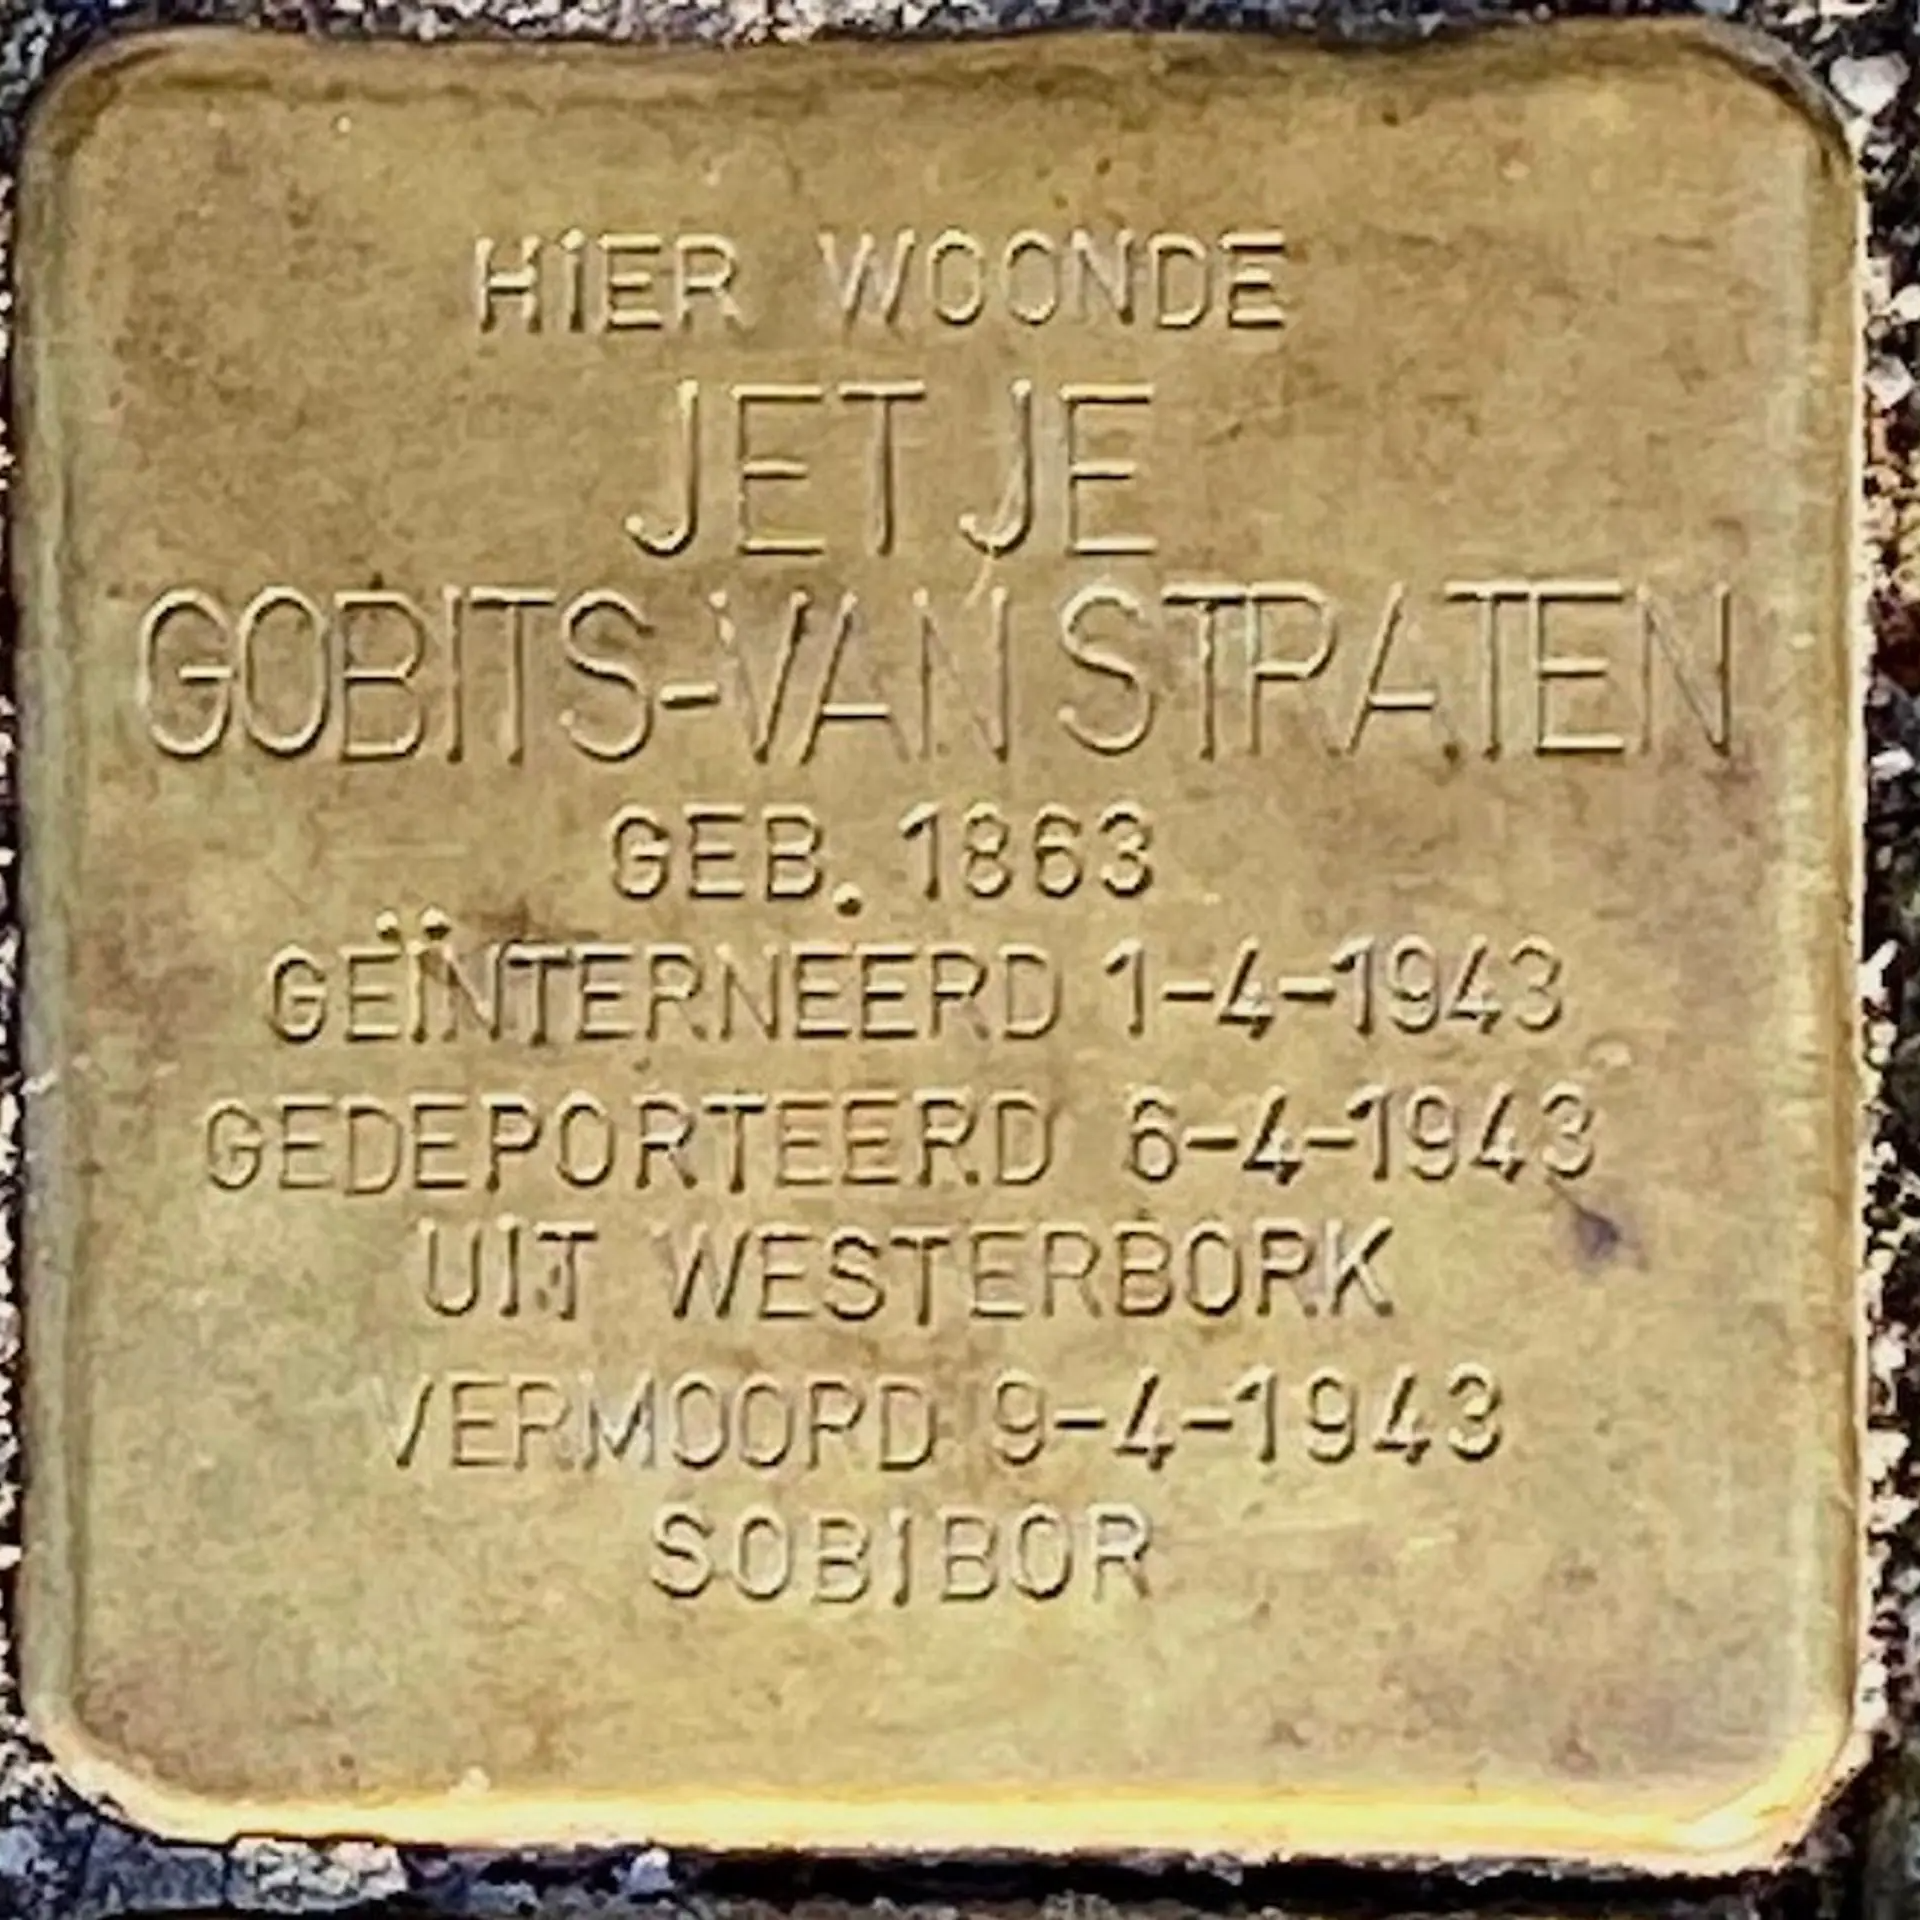 HIER WOONDE
JETJE
GOBITS-VAN STRATEN
GEB. 1863
GEÏNTERNEERD 1-4-1943
GEDEPORTEERD 6-4-1943
UIT WESTERBORK
VERMOORD 9-4-1943
SOBIBOR